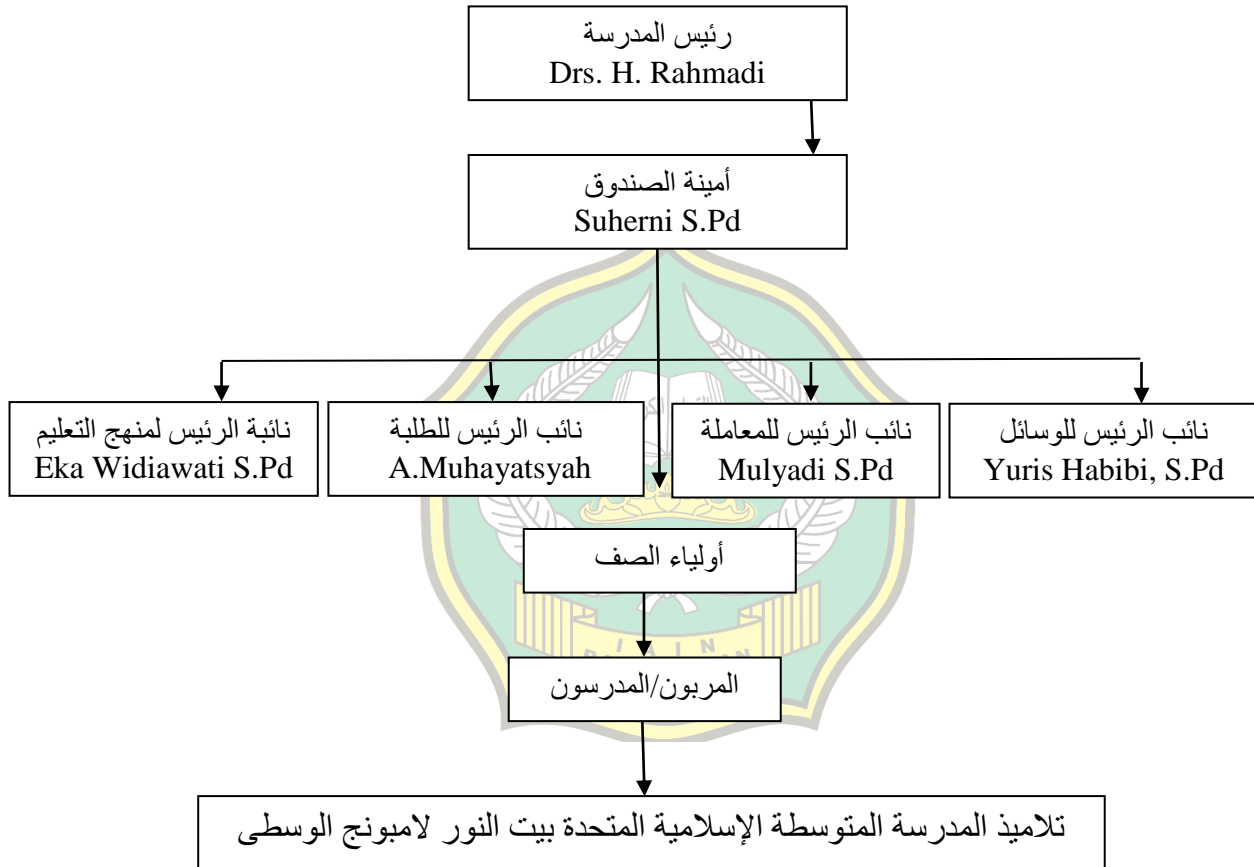 رئيس المدرسة
Drs. H. Rahmadi
أمينة الصندوق
Suherni S.Pd
نائب الرئيس للوسائل
Yuris Habibi, S.Pd
نائب الرئيس للمعاملة
Mulyadi S.Pd
نائب الرئيس للطلبة
A.Muhayatsyah
نائبة الرئيس لمنهج التعليم
Eka Widiawati S.Pd
أولياء الصف
I A I N
المربون/المدرسون
تلاميذ المدرسة المتوسطة الإسلامية المتحدة بيت النور لامبونج الوسطى